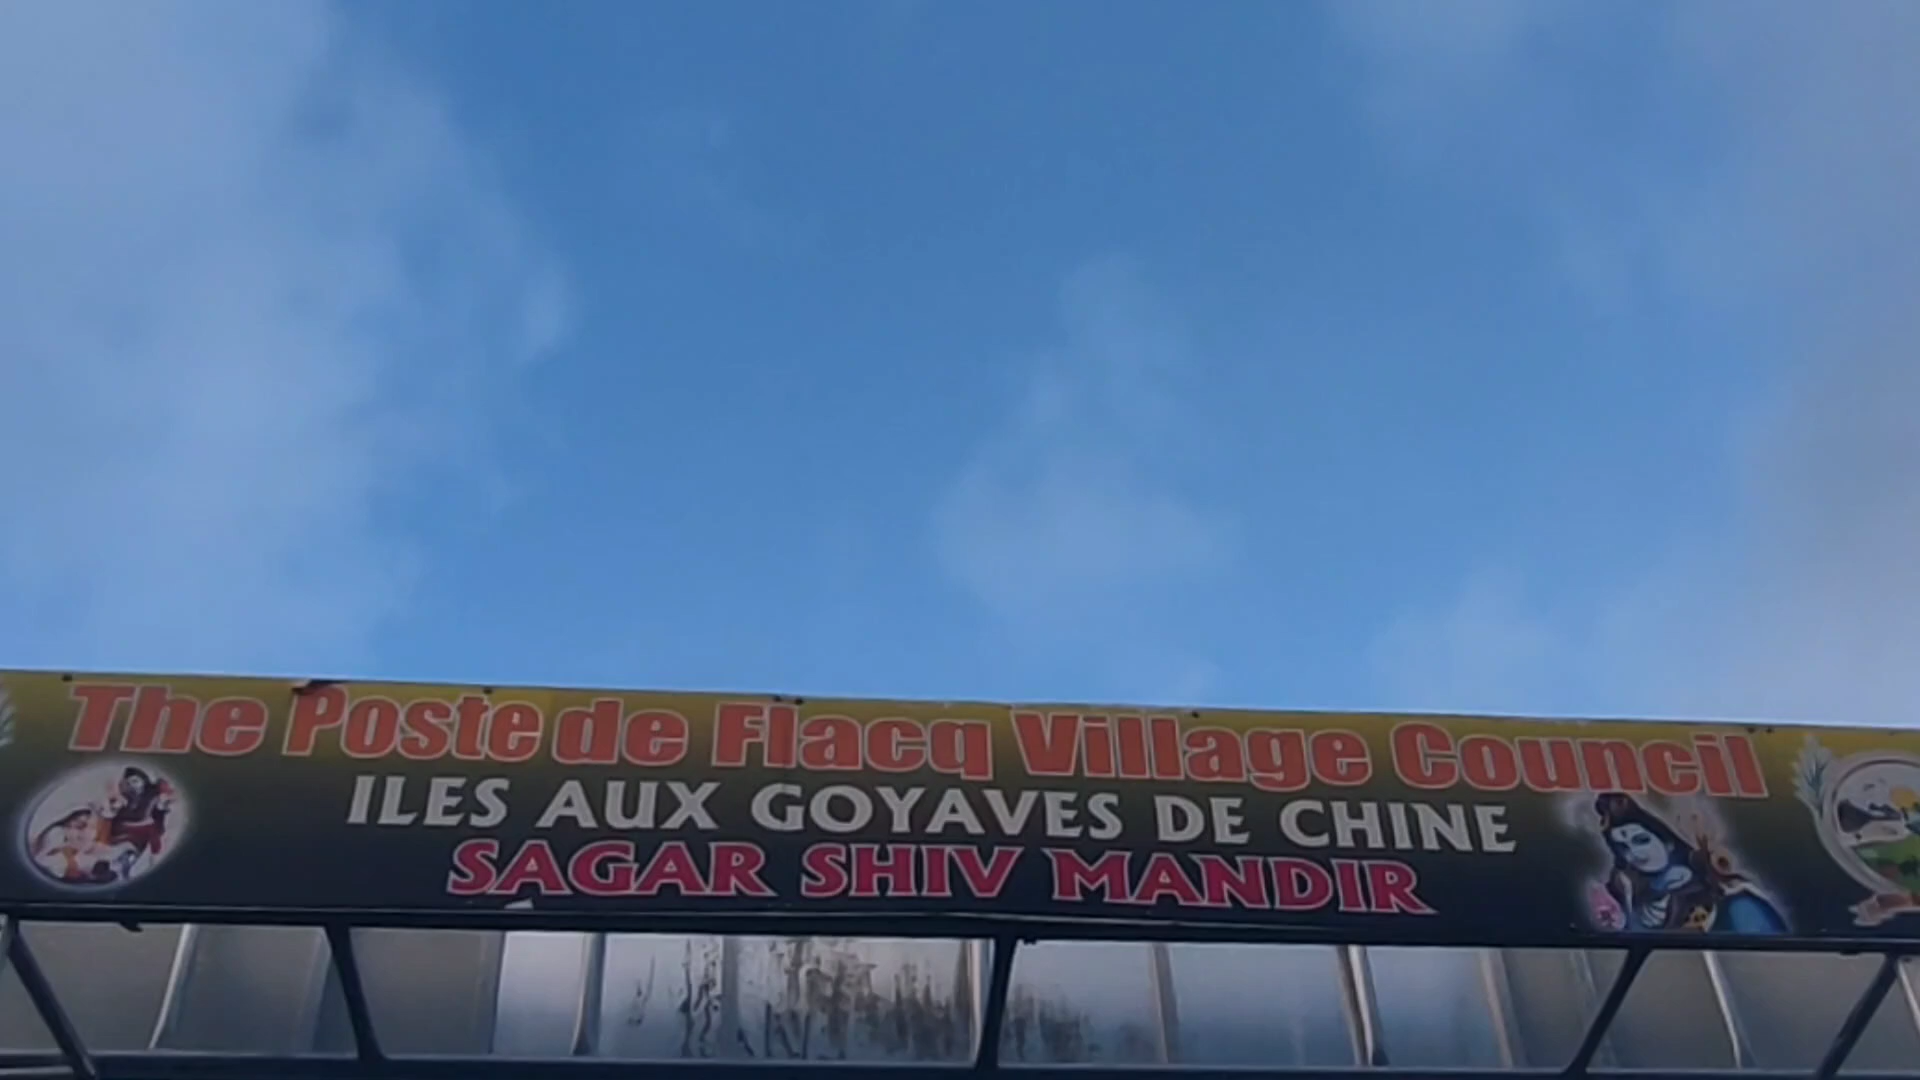 The Poste de Flacq Village Council
ILES AUX GOYAVES DE CHINE
SAGAR SHIV MANDIR